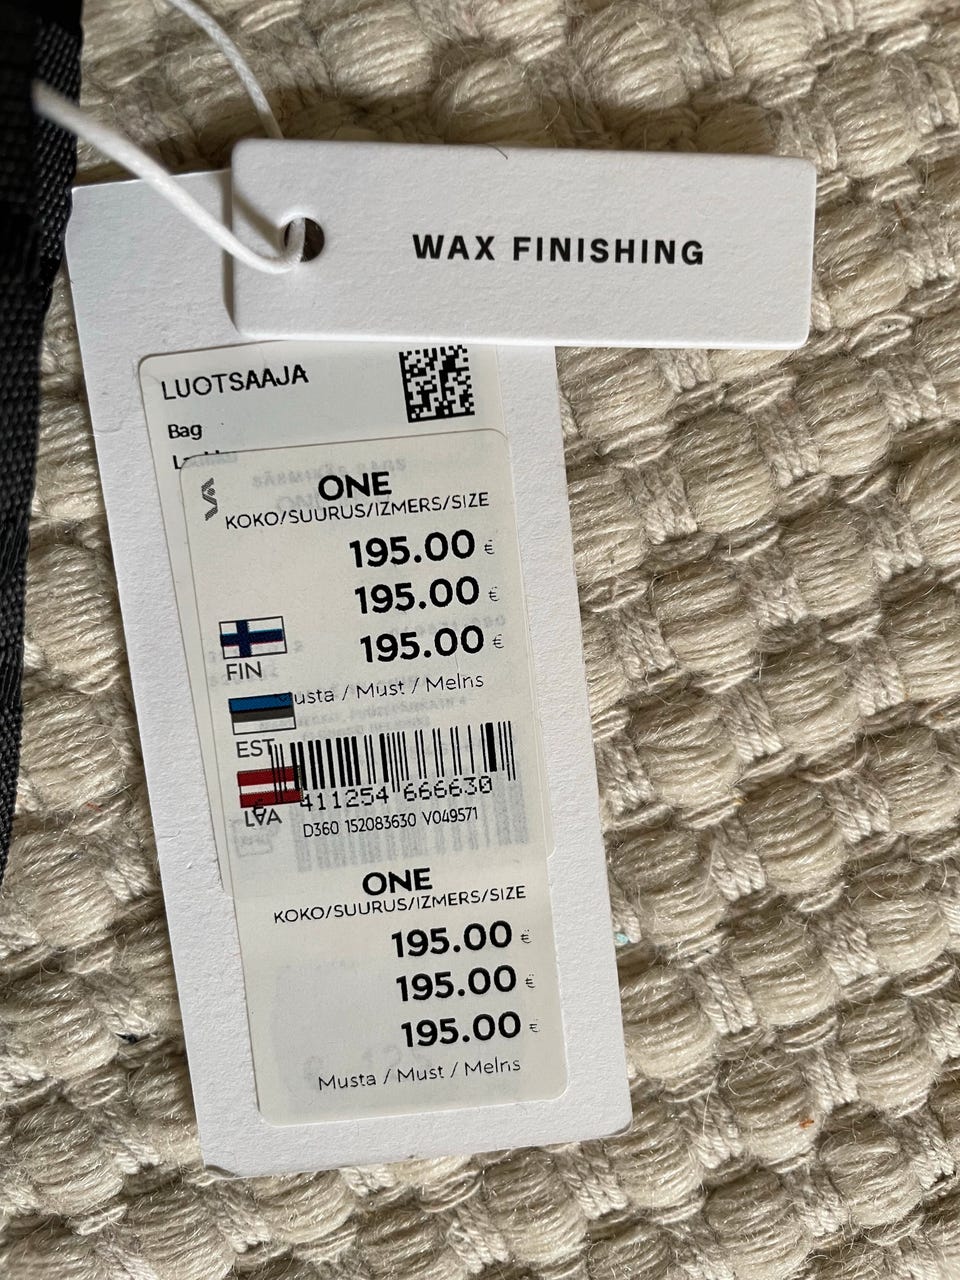 WAX FINISHING
LUOTSAAJA
Bag
ONE
KOKO/SUURUS/IZMERS/SIZE
195.00 €
195.00 €
195.00 €
FIN
usta / Must / Melns
EST
LVA
411254 666630
D360 152083630 V049571
ONE
KOKO/SUURUS/IZMERS/SIZE
195.00 €
195.00 €
195.00 €
Musta / Must / Melns